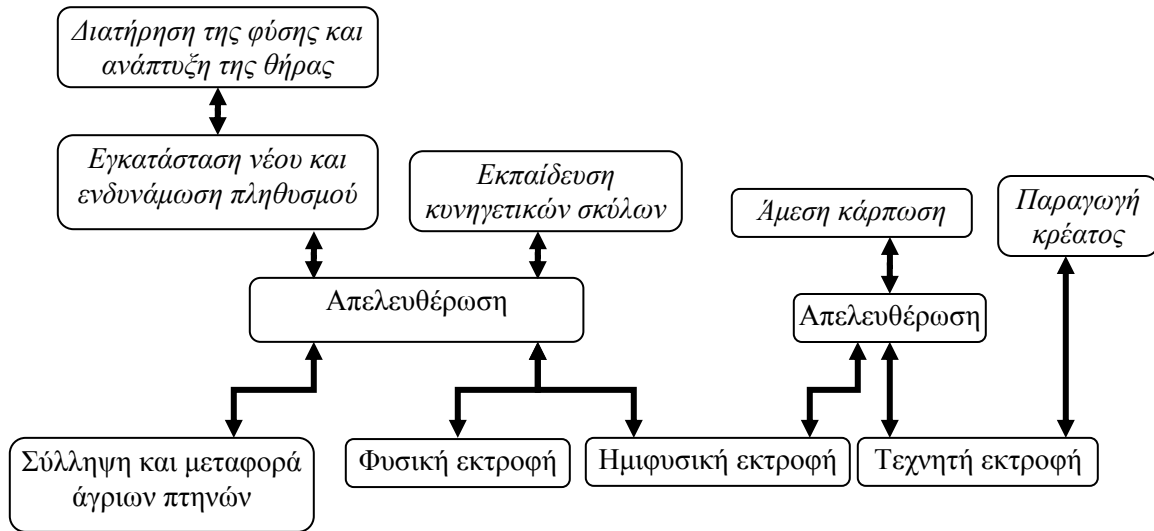 Διατήρηση της φύσης και
ανάπτυξη της θήρας
Εγκατάσταση νέου και
ενδυνάμωση πληθυσμού
Εκπαίδευση
κυνηγετικών σκύλων
Άμεση κάρπωση
Παραγωγή
κρέατος
Απελευθέρωση
Απελευθέρωση
Σύλληψη και μεταφορά
άγριων πτηνών
Φυσική εκτροφή
Ημιφυσική εκτροφή
Τεχνητή εκτροφή